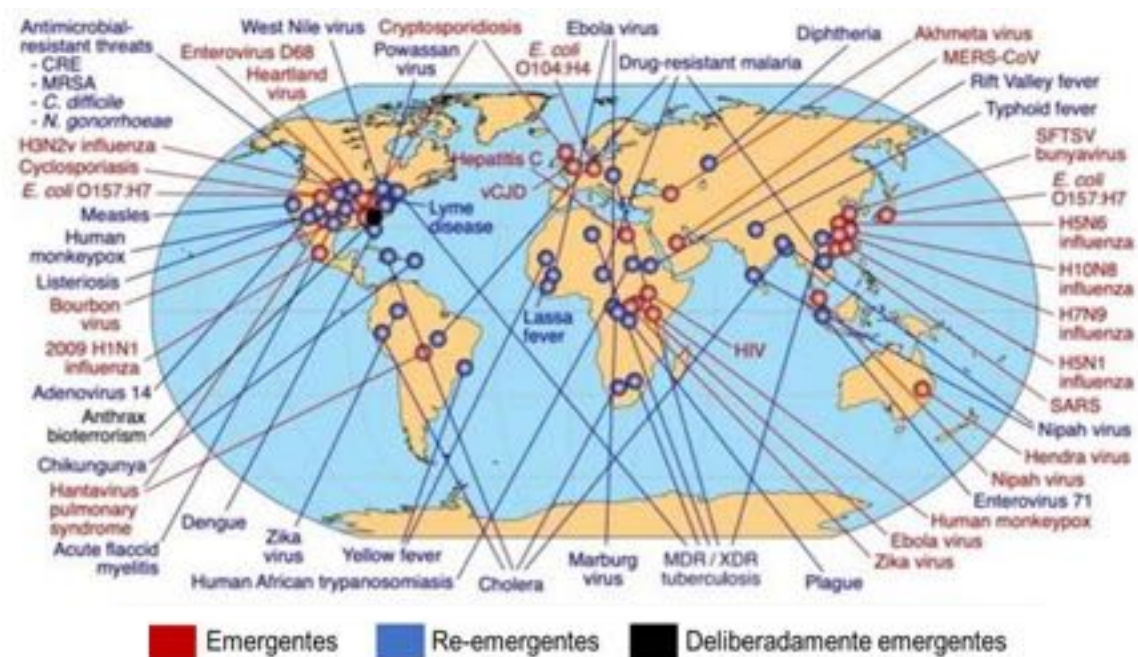 Antimicrobial-
resistant threats
- CRE
- MRSA
- C. difficile
- N. gonorrhoeae
H3N2v influenza
Cyclosporiasis
E. coli O157:H7
Measles
Human
monkeypox
Listeriosis
Bourbon
virus
2009 H1N1
influenza
Adenovirus 14
Anthrax
bioterrorism
Chikungunya
Hantavirus
pulmonary
syndrome
Acute flaccid
myelitis
Dengue
Zika
virus
Yellow fever
Human African trypanosomiasis
Cholera
Marburg
virus
MDR / XDR
tuberculosis
Plague
West Nile virus
Enterovirus D68
Heartland
virus
Powassan
virus
Cryptosporidiosis
E. coli
O104:H4
Ebola virus
Drug-resistant malaria
Diphtheria
Akhmeta virus
MERS-CoV
Rift Valley fever
Typhoid fever
SFTSV
bunyavirus
E. coli
O157:H7
H5N6
influenza
H10N8
influenza
H7N9
influenza
H5N1
influenza
SARS
Nipah virus
Hendra virus
Nipah virus
Enterovirus 71
Human monkeypox
Ebola virus
Zika virus
Hepatitis C
vCJD
Lyme
disease
Lassa
fever
HIV
Emergentes
Re-emergentes
Deliberadamente emergentes